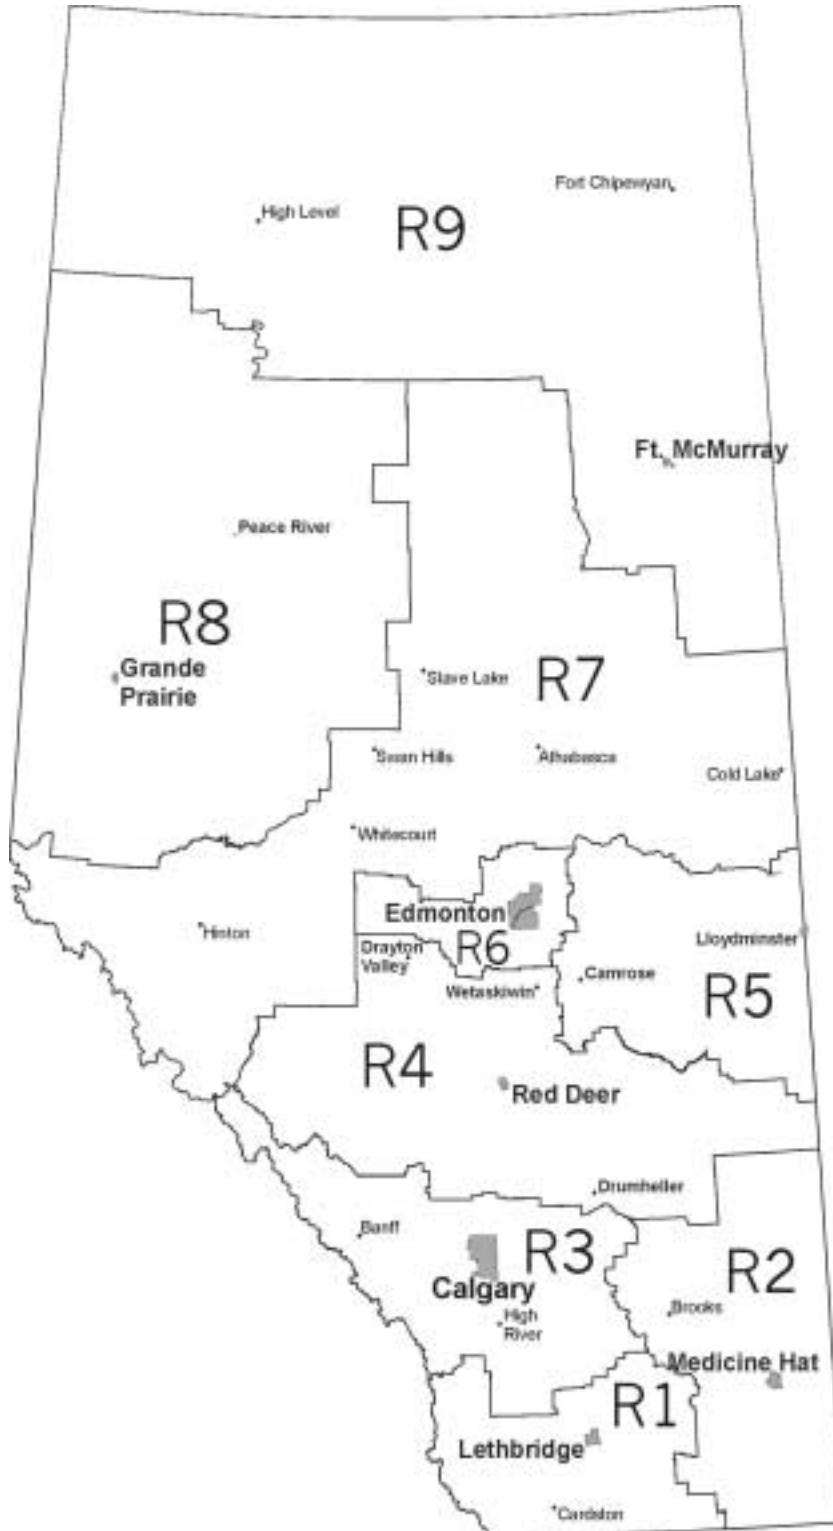 Fort Chipewyan
High Level
R9
Ft. McMurray
Peace River
R8
Grande
Prairie
Slave Lake
R7
Swan Hills
Athabasca
Cold Lake
Whitecourt
Edmonton
Hinton
R6
Lloydminster
Drayton
Valley
Camrose
Wetaskiwin
R5
R4
Red Deer
Drumheller
Banff
R3
R2
Calgary
High
River
Brooks
Medicine Hat
R1
Lethbridge
Cardston